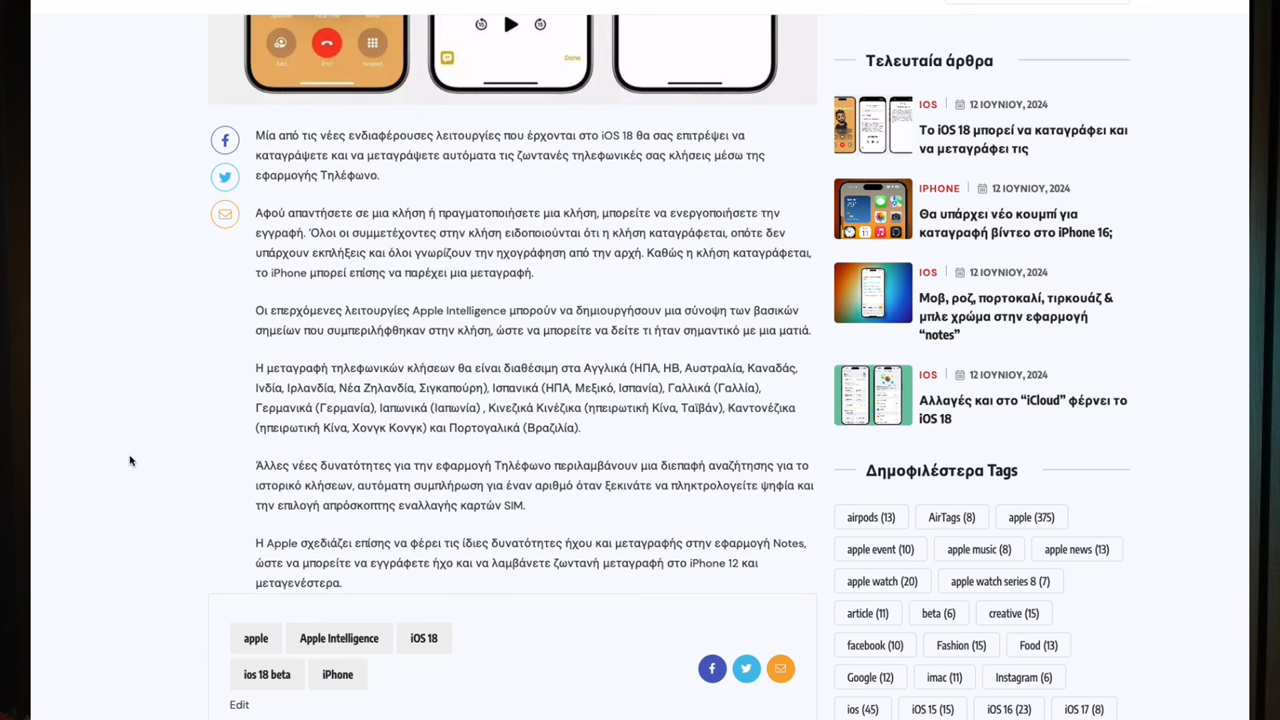 Done
Μία από τις νέες ενδιαφέρουσες λειτουργίες που έρχονται στο iOS 18 θα σας επιτρέψει να
καταγράψετε και να μεταγράψετε αυτόματα τις ζωντανές τηλεφωνικές σας κλήσεις μέσω της
εφαρμογής Τηλέφωνο.
Αφού απαντήσετε σε μια κλήση ή πραγματοποιήσετε μια κλήση, μπορείτε να ενεργοποιήσετε την
εγγραφή. Όλοι οι συμμετέχοντες στην κλήση ειδοποιούνται ότι η κλήση καταγράφεται, οπότε δεν
υπάρχουν εκπλήξεις και όλοι γνωρίζουν την ηχογράφηση από την αρχή. Καθώς η κλήση καταγράφεται,
το iPhone μπορεί επίσης να παρέχει μια μεταγραφή.
Οι επερχόμενες λειτουργίες Apple Intelligence μπορούν να δημιουργήσουν μια σύνοψη των βασικών
σημείων που συμπεριλήφθηκαν στην κλήση, ώστε να μπορείτε να δείτε τι ήταν σημαντικό με μια ματιά.
Η μεταγραφή τηλεφωνικών κλήσεων θα είναι διαθέσιμη στα Αγγλικά (ΗΠΑ, ΗΒ, Αυστραλία, Καναδάς,
Ινδία, Ιρλανδία, Νέα Ζηλανδία, Σιγκαπούρη), Ισπανικά (ΗΠΑ, Μεξικό, Ισπανία), Γαλλικά (Γαλλία),
Γερμανικά (Γερμανία), Ιαπωνικά (Ιαπωνία) , Κινεζικά Κινέζικα (ηπειρωτική Κίνα, Ταϊβάν), Καντονέζικα
(ηπειρωτική Κίνα, Χονγκ Κονγκ) και Πορτογαλικά (Βραζιλία).
Άλλες νέες δυνατότητες για την εφαρμογή Τηλέφωνο περιλαμβάνουν μια διεπαφή αναζήτησης για το
ιστορικό κλήσεων, αυτόματη συμπλήρωση για έναν αριθμό όταν ξεκινάτε να πληκτρολογείτε ψηφία και
την επιλογή απρόσκοπτης εναλλαγής καρτών SIM.
Η Apple σχεδιάζει επίσης να φέρει τις ίδιες δυνατότητες ήχου και μεταγραφής στην εφαρμογή Notes,
ώστε να μπορείτε να εγγράφετε ήχο και να λαμβάνετε ζωντανή μεταγραφή στο iPhone 12 και
μεταγενέστερα.
apple Apple Intelligence iOS 18
ios 18 beta iPhone
Edit
Τελευταία άρθρα
IOS 12 ΙΟΥΝΙΟΥ, 2024
Το iOS 18 μπορεί να καταγράφει και
να μεταγράφει τις
IPHONE 12 ΙΟΥΝΙΟΥ, 2024
Θα υπάρχει νέο κουμπί για
καταγραφή βίντεο στο iPhone 16;
IOS 12 ΙΟΥΝΙΟΥ, 2024
Μοβ, ροζ, πορτοκαλί, τιρκουάζ &
μπλε χρώμα στην εφαρμογή
“notes”
IOS 12 ΙΟΥΝΙΟΥ, 2024
Αλλαγές και στο “iCloud” φέρνει το
iOS 18
Δημοφιλέστερα Tags
airpods (13) AirTags (8) apple (375)
apple event (10) apple music (8) apple news (13)
apple watch (20) apple watch series 8 (7)
article (11) beta (6) creative (15)
facebook (10) Fashion (15) Food (13)
Google (12) imac (11) Instagram (6)
ios (45) iOS 15 (15) iOS 16 (23) iOS 17 (8)